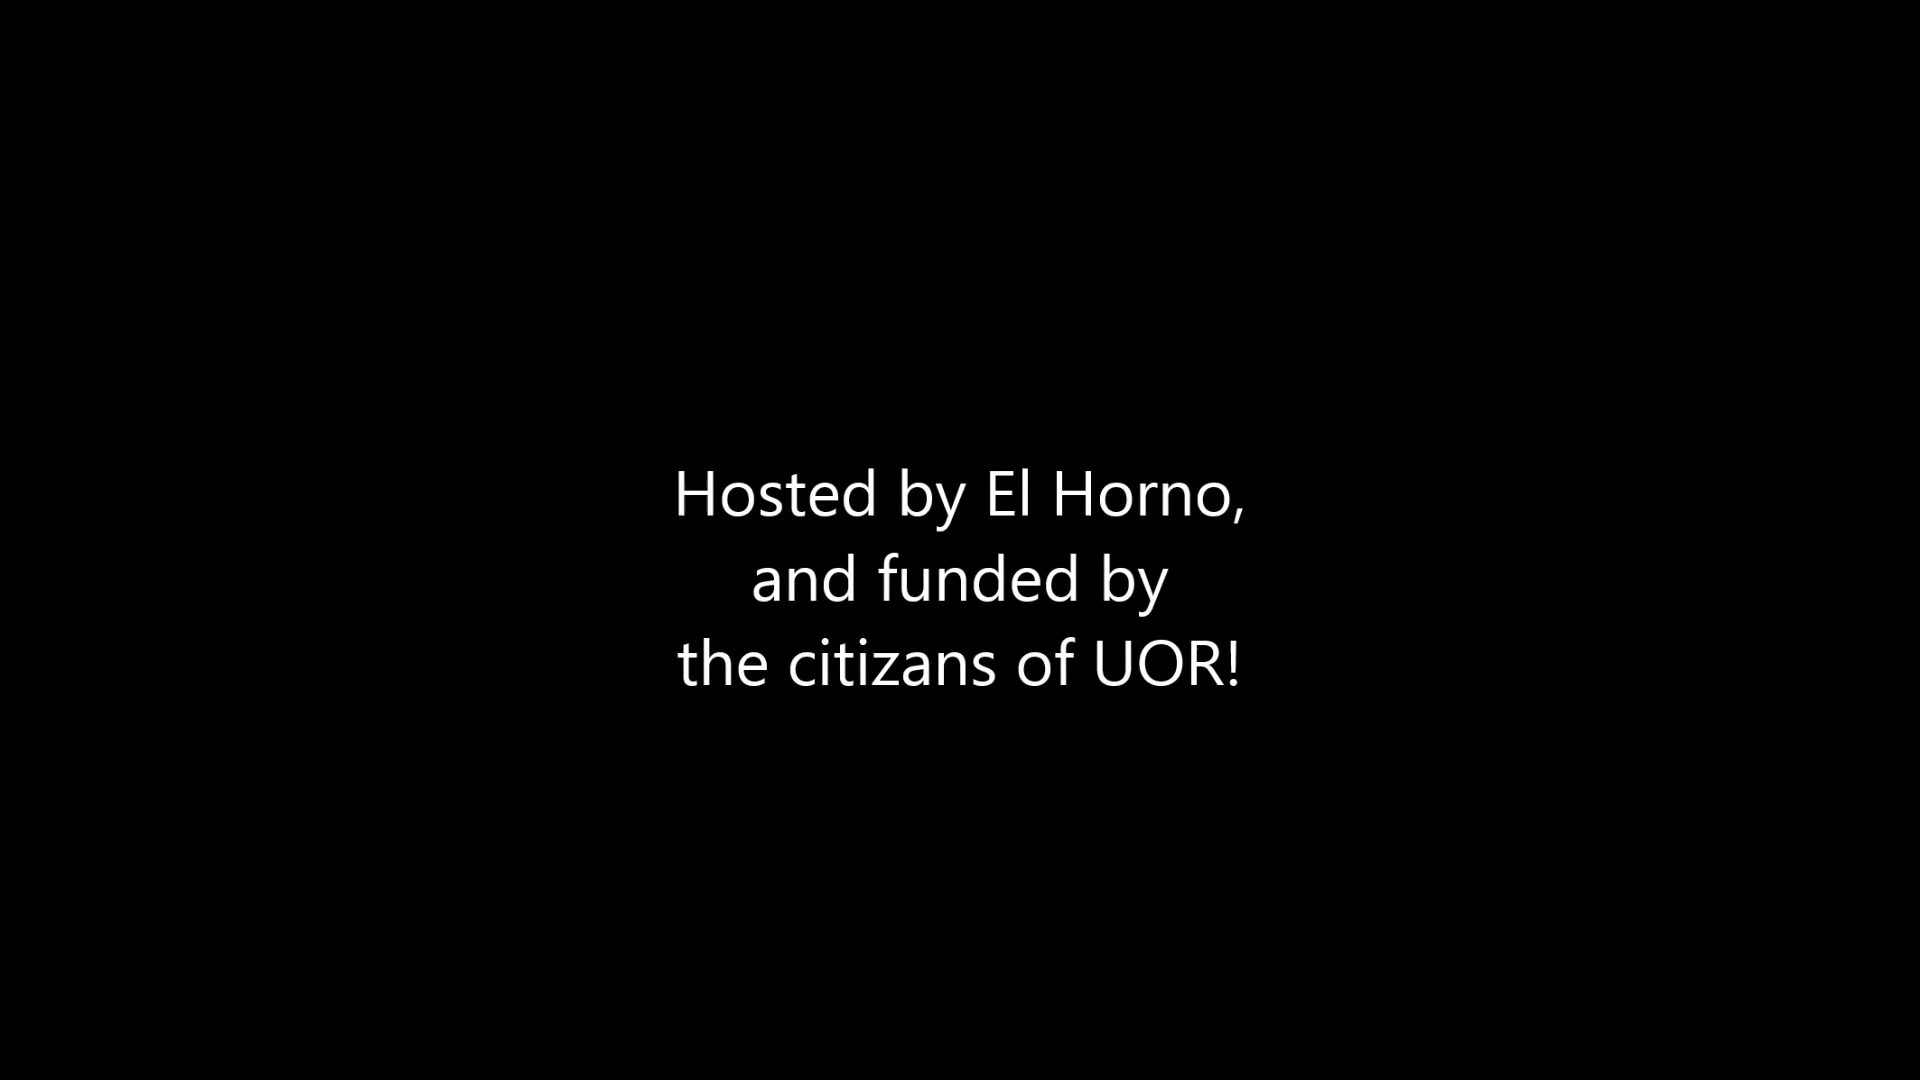 Hosted by El Horno,
and funded by
the citizans of UOR!